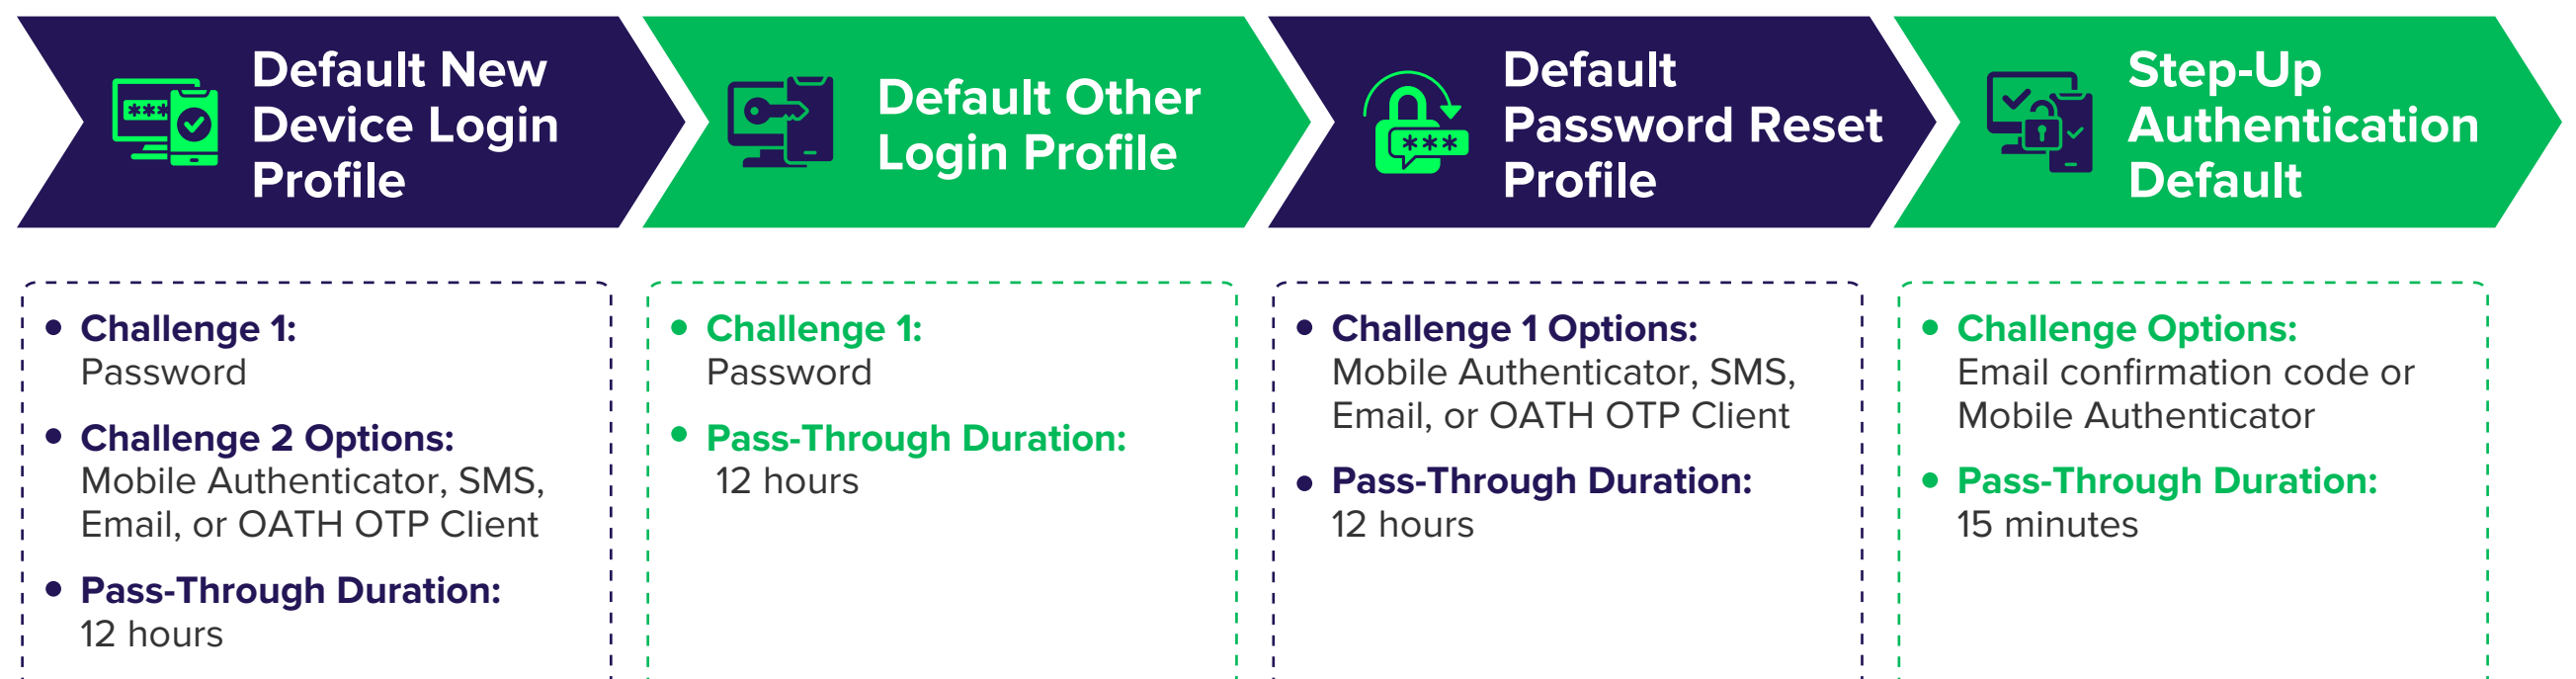 Default New
Device Login
Profile
Default Other
Login Profile
Default
Password Reset
Profile
Step-Up
Authentication
Default
***
***
• Challenge 1:
Password
• Challenge 2 Options:
Mobile Authenticator, SMS,
Email, or OATH OTP Client
• Pass-Through Duration:
12 hours
• Challenge 1:
Password
• Pass-Through Duration:
12 hours
• Challenge 1 Options:
Mobile Authenticator, SMS,
Email, or OATH OTP Client
• Pass-Through Duration:
12 hours
• Challenge Options:
Email confirmation code or
Mobile Authenticator
• Pass-Through Duration:
15 minutes